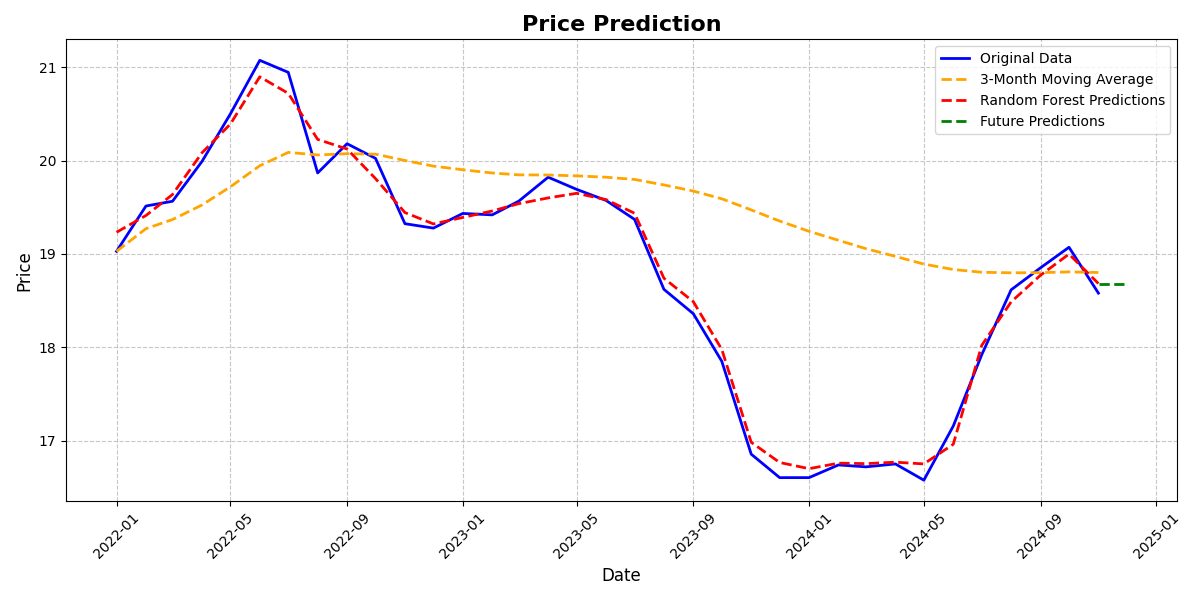 Price Prediction
Original Data
3-Month Moving Average
Random Forest Predictions
Future Predictions
Price
21
20
19
18
17
2022-01
2022-05
2022-09
2023-01
2023-05
2023-09
2024-01
2024-05
2024-09
2025-01
Date